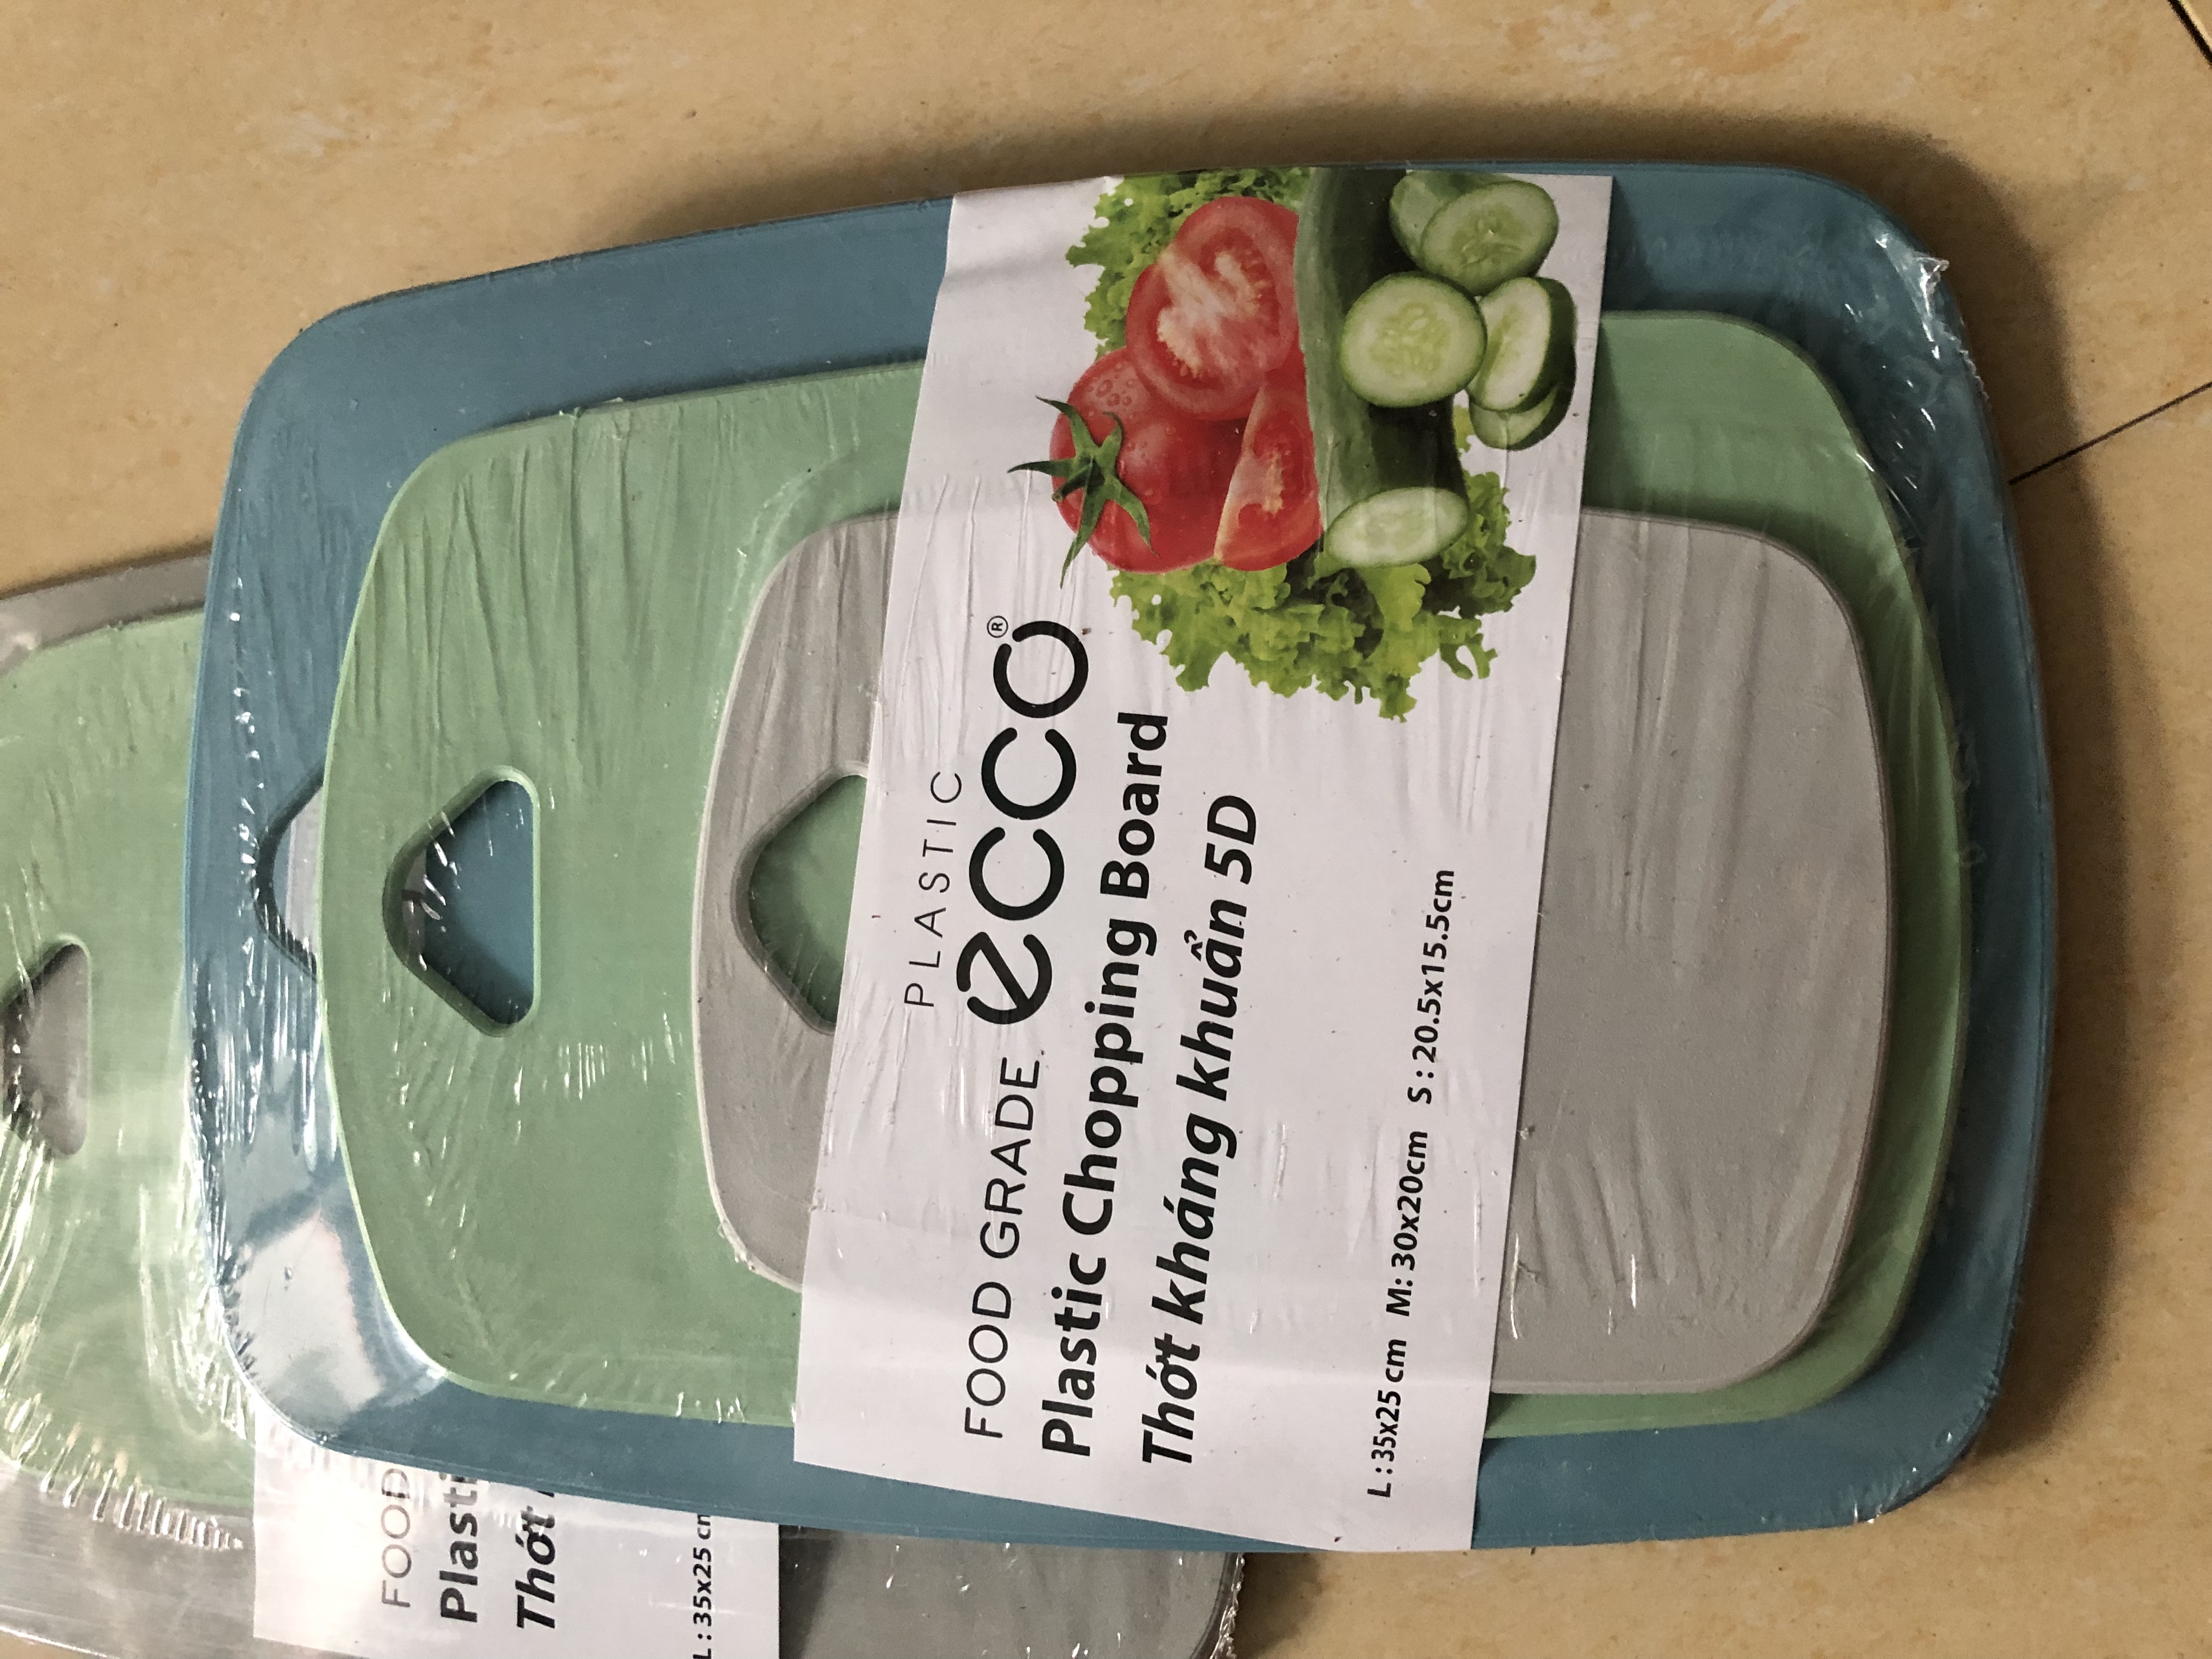 PLASTIC
FOOD GRADE ecco®
Plastic Chopping Board
Thớt kháng khuẩn 5D
L : 35x25 cm M: 30x20cm S : 20.5x15.5cm
FOOD
Plasti
Thớt
L : 35x25 cm